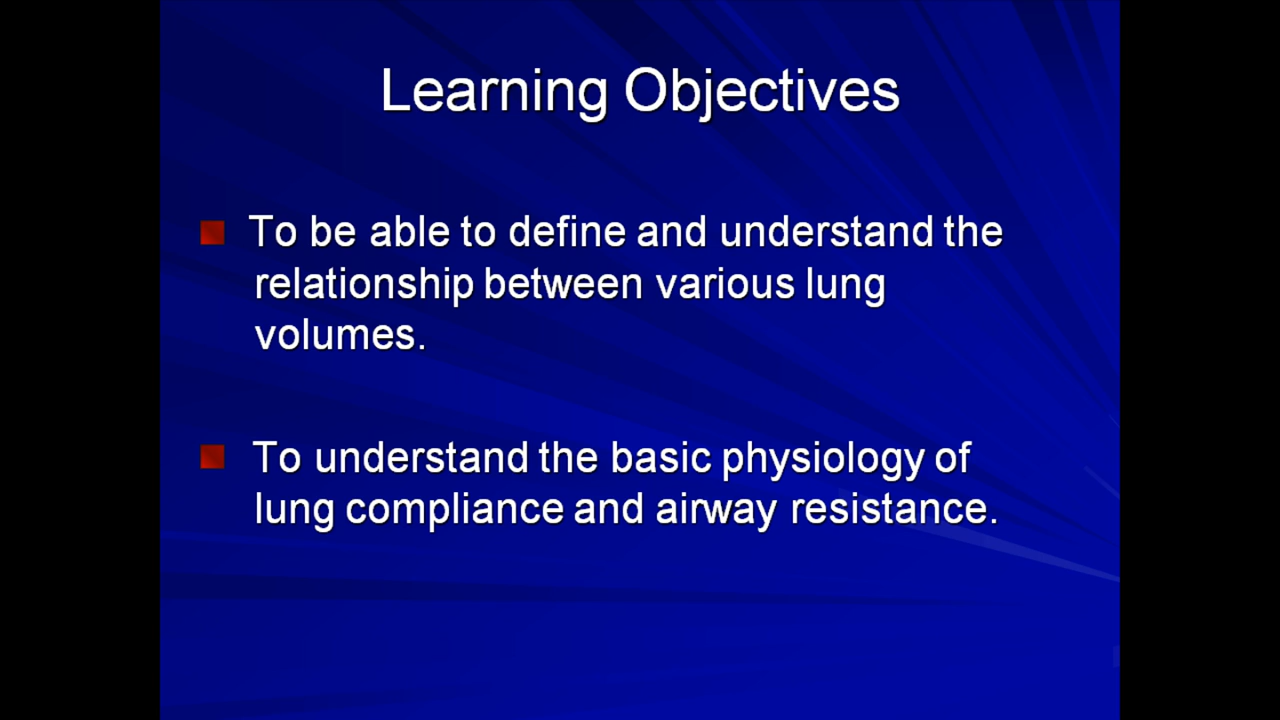 Learning Objectives
To be able to define and understand the
relationship between various lung
volumes.
To understand the basic physiology of
lung compliance and airway resistance.